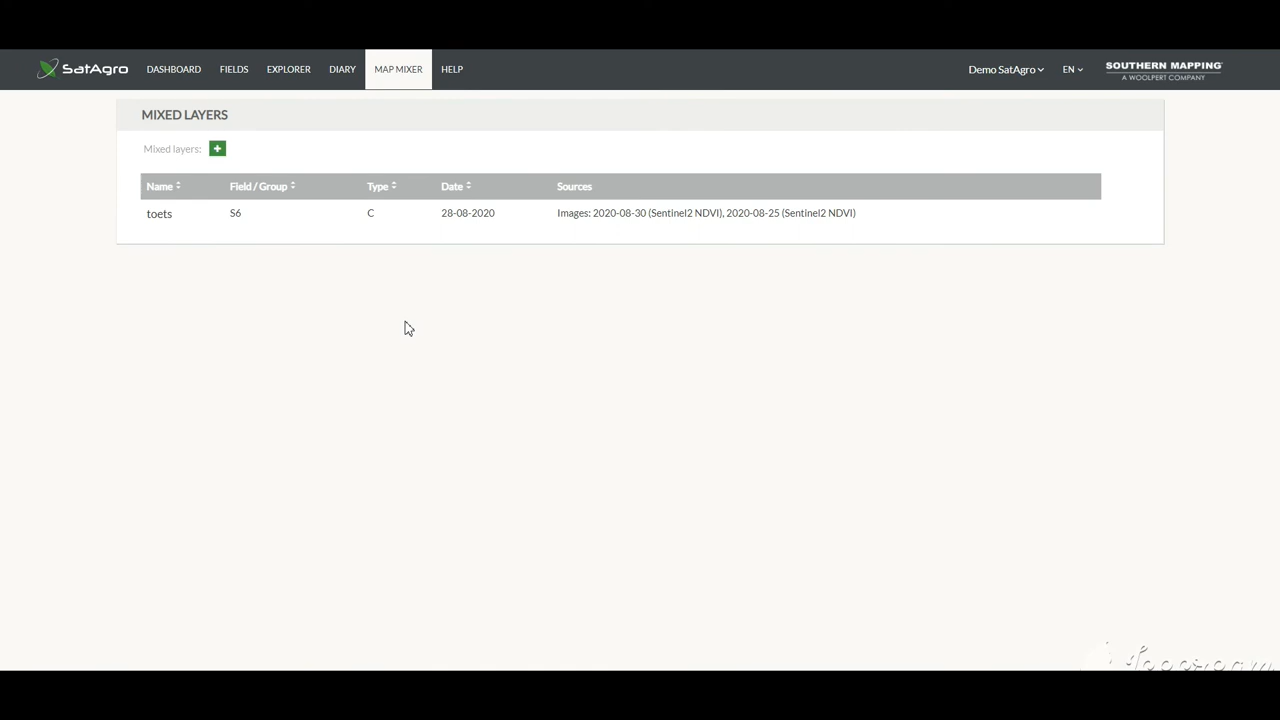 SatAgro DASHBOARD FIELDS EXPLORER DIARY MAP MIXER HELP Demo SatAgro EN SOUTHERN MAPPING
A WOOLPERT COMPANY
MIXED LAYERS
Mixed layers:
Name Field / Group Type Date Sources
toets S6 C 28-08-2020 Images: 2020-08-30 (Sentinel2 NDVI), 2020-08-25 (Sentinel2 NDVI)